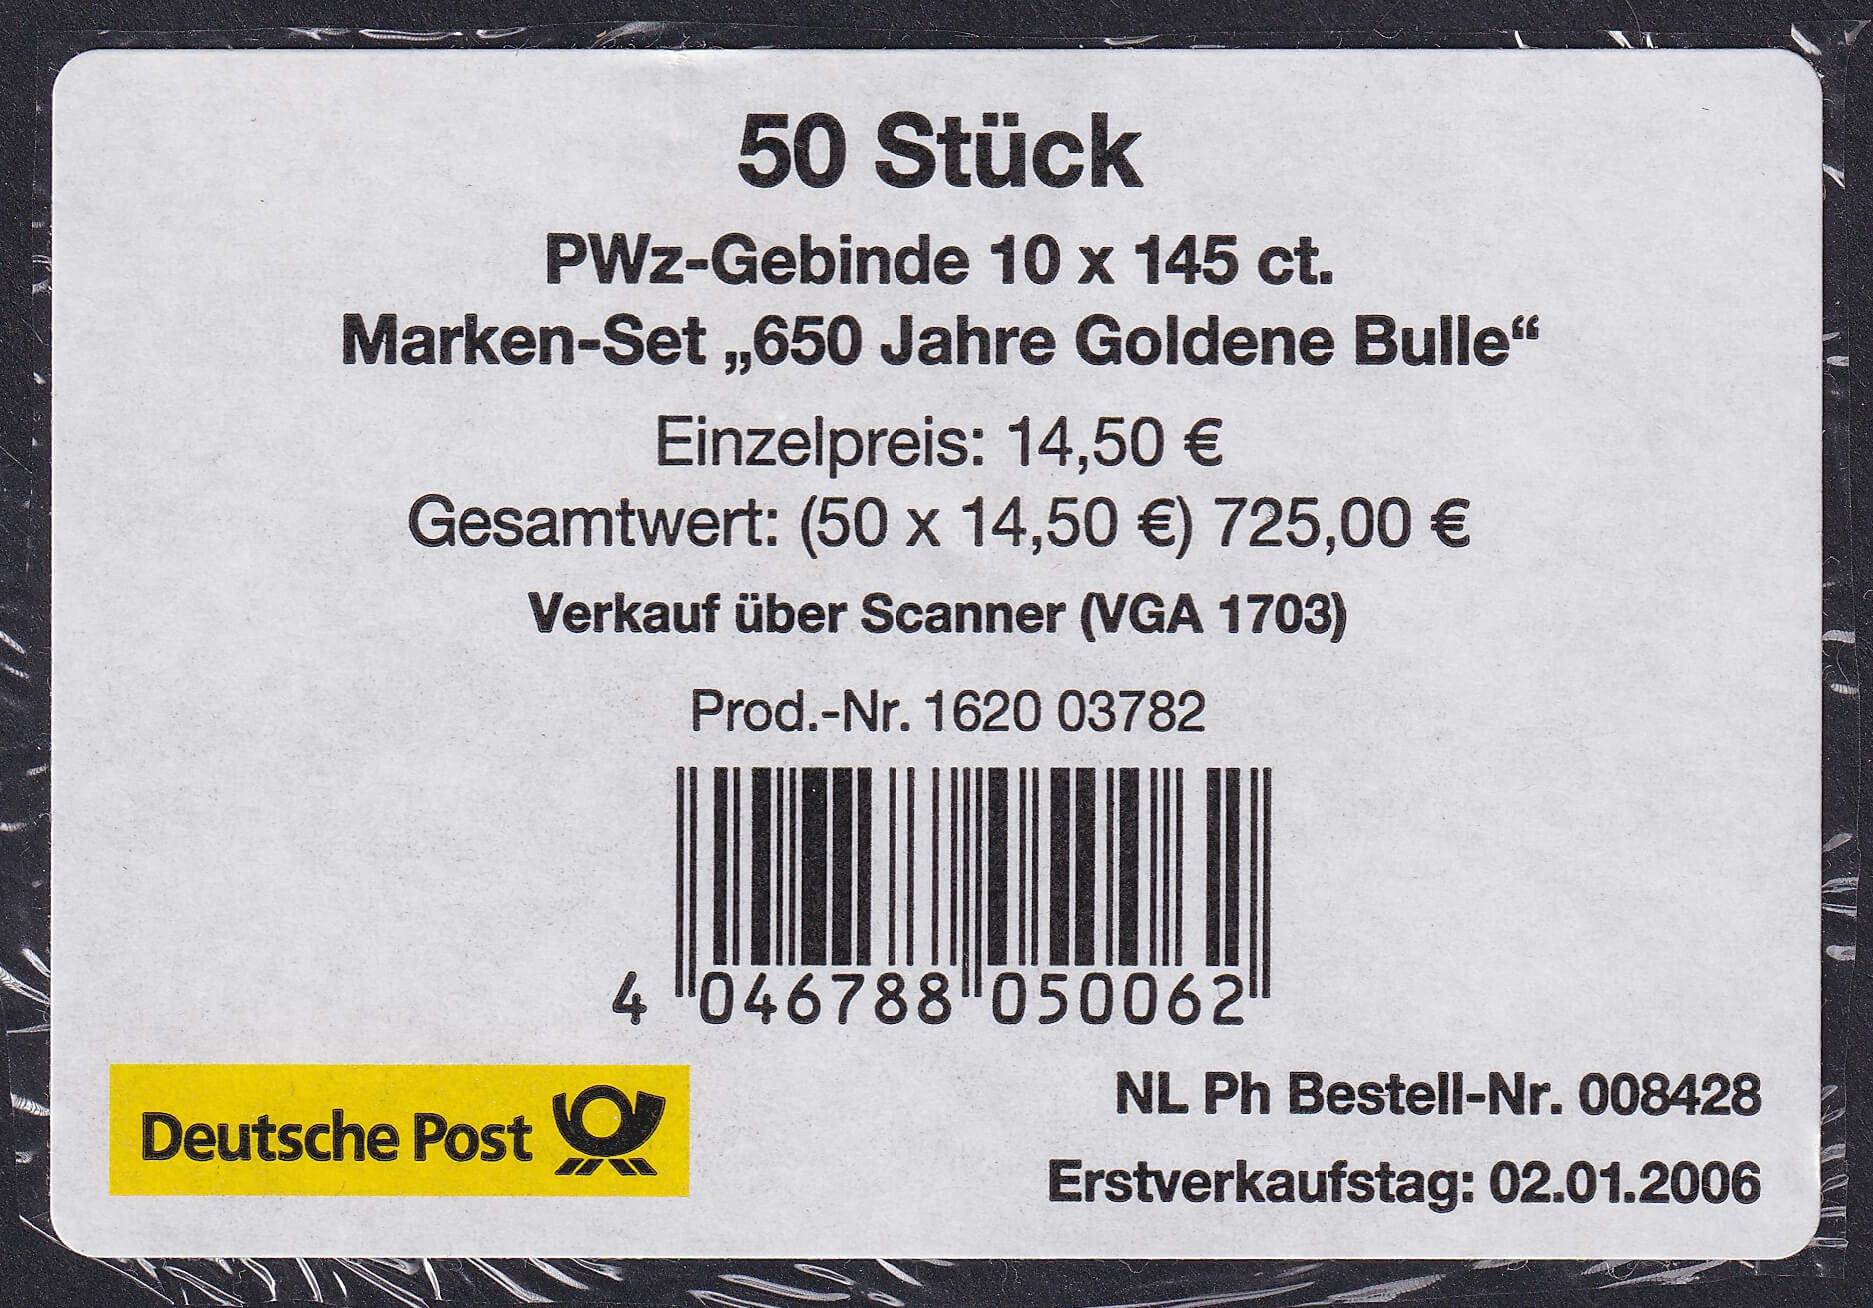 50 Stück
PWz-Gebinde 10 x 145 ct.
Marken-Set „650 Jahre Goldene Bulle“
Einzelpreis: 14,50 €
Gesamtwert: (50 x 14,50 €) 725,00 €
Verkauf über Scanner (VGA 1703)
Prod.-Nr. 1620 03782
4 046788 050062
Deutsche Post
NL Ph Bestell-Nr. 008428
Erstverkaufstag: 02.01.2006